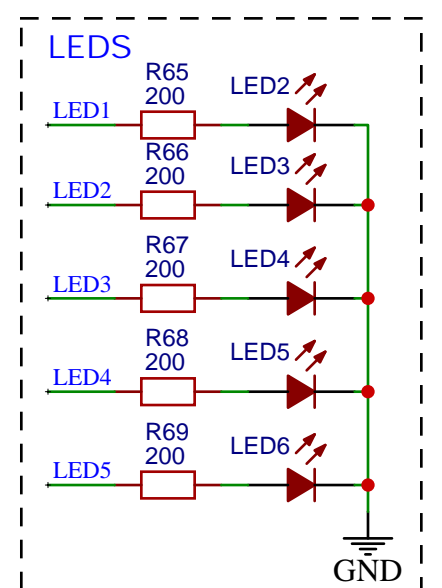 LEDS
R65
200
LED2
LED1
R66
200
LED3
LED2
R67
200
LED4
LED3
R68
200
LED5
LED4
R69
200
LED6
LED5
GND